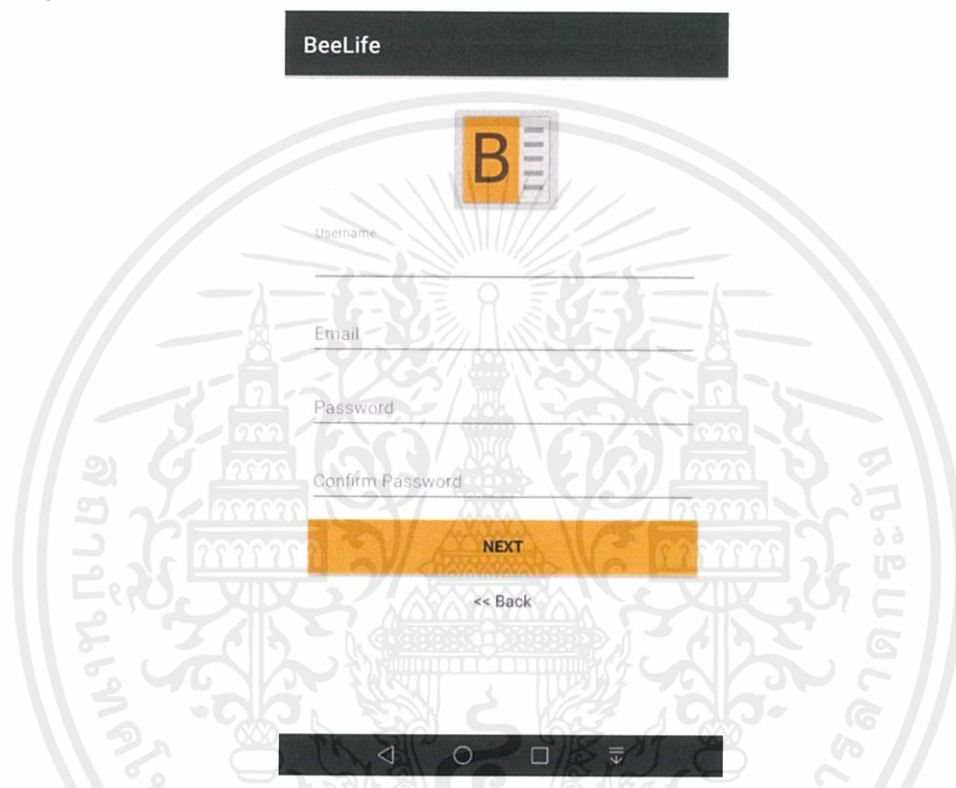 BeeLife
B
Username
Email
Password
Confirm Password
NEXT
<< Back